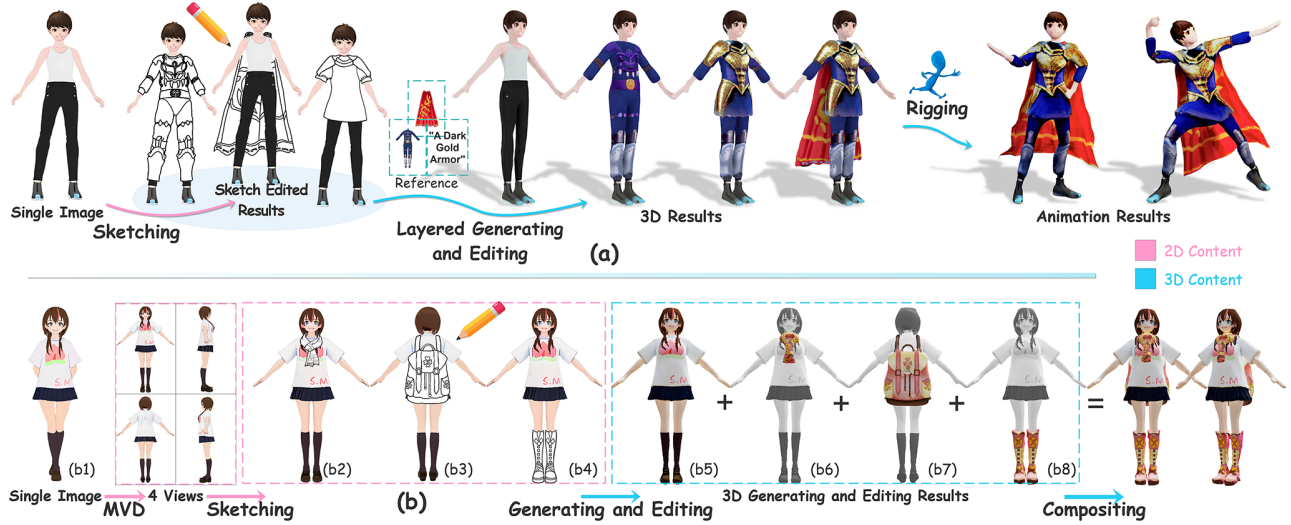 Single Image
Sketching
Sketch Edited
Results
"A Dark
Gold
Armor"
Reference
Layered Generating
and Editing
3D Results
(a)
Rigging
Animation Results
2D Content
3D Content
S.M
S.M
S.M
S.M
S.M
S.M
S.M
(b1)
(b2)
(b3)
(b4)
(b5)
+
(b6)
+
(b7)
+
(b8)
=
Single Image
MVD
4 Views
Sketching
(b)
Generating and Editing
3D Generating and Editing Results
Compositing